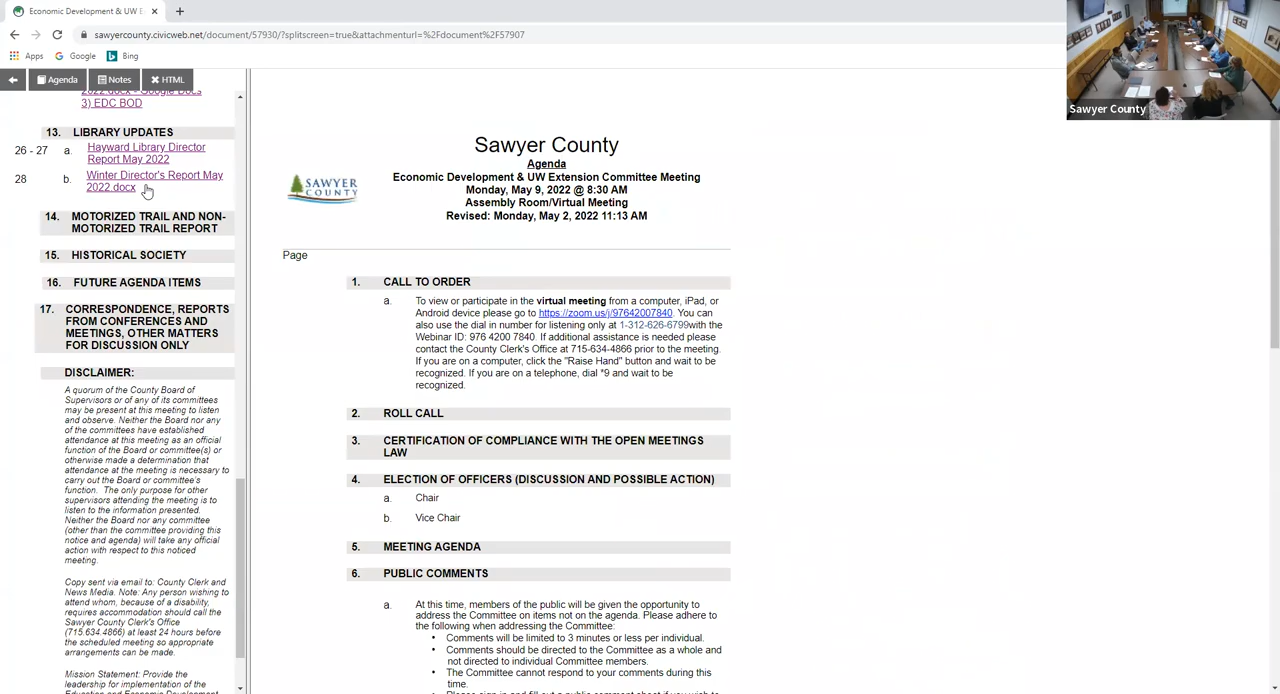 Economic Development & UW E
sawyercounty.civicweb.net/document/57930/?splitscreen=true&attachmenturl=%2Fdocument%2F57907
Apps
Google
Bing
Agenda
Notes
HTML
2022.docx - Google Docs
3) EDC BOD
13. LIBRARY UPDATES
26 - 27 a. Hayward Library Director
Report May 2022
28 b. Winter Director's Report May
2022.docx
14. MOTORIZED TRAIL AND NON-
MOTORIZED TRAIL REPORT
15. HISTORICAL SOCIETY
16. FUTURE AGENDA ITEMS
17. CORRESPONDENCE, REPORTS
FROM CONFERENCES AND
MEETINGS, OTHER MATTERS
FOR DISCUSSION ONLY
DISCLAIMER:
A quorum of the County Board of
Supervisors or of any of its committees
may be present at this meeting to listen
and observe. Neither the Board nor any
of the committees have established
attendance at this meeting as an official
function of the Board or committee(s) or
otherwise made a determination that
attendance at the meeting is necessary to
carry out the Board or committee's
function. The only purpose for other
supervisors attending the meeting is to
listen to the information presented.
Neither the Board nor any committee
(other than the committee providing this
notice and agenda) will take any official
action with respect to this noticed
meeting.
Copy sent via email to: County Clerk and
News Media. Note: Any person wishing to
attend whom, because of a disability,
requires accommodation should call the
Sawyer County Clerk's Office
(715.634.4866) at least 24 hours before
the scheduled meeting so appropriate
arrangements can be made.
Mission Statement: Provide the
leadership for implementation of the
Education and Economic Development
SAWYER
COUNTY
Sawyer County
Agenda
Economic Development & UW Extension Committee Meeting
Monday, May 9, 2022 @ 8:30 AM
Assembly Room/Virtual Meeting
Revised: Monday, May 2, 2022 11:13 AM
Page
1. CALL TO ORDER
a. To view or participate in the virtual meeting from a computer, iPad, or
Android device please go to https://zoom.us/j/97642007840. You can
also use the dial in number for listening only at 1-312-626-6799with the
Webinar ID: 976 4200 7840. If additional assistance is needed please
contact the County Clerk's Office at 715-634-4866 prior to the meeting.
If you are on a computer, click the "Raise Hand" button and wait to be
recognized. If you are on a telephone, dial *9 and wait to be
recognized.
2. ROLL CALL
3. CERTIFICATION OF COMPLIANCE WITH THE OPEN MEETINGS
LAW
4. ELECTION OF OFFICERS (DISCUSSION AND POSSIBLE ACTION)
a. Chair
b. Vice Chair
5. MEETING AGENDA
6. PUBLIC COMMENTS
a. At this time, members of the public will be given the opportunity to
address the Committee on items not on the agenda. Please adhere to
the following when addressing the Committee:
• Comments will be limited to 3 minutes or less per individual.
• Comments should be directed to the Committee as a whole and
not directed to individual Committee members.
• The Committee cannot respond to your comments during this
time.
• Please sign in and fill out a public comment sheet if you wish to
Sawyer County